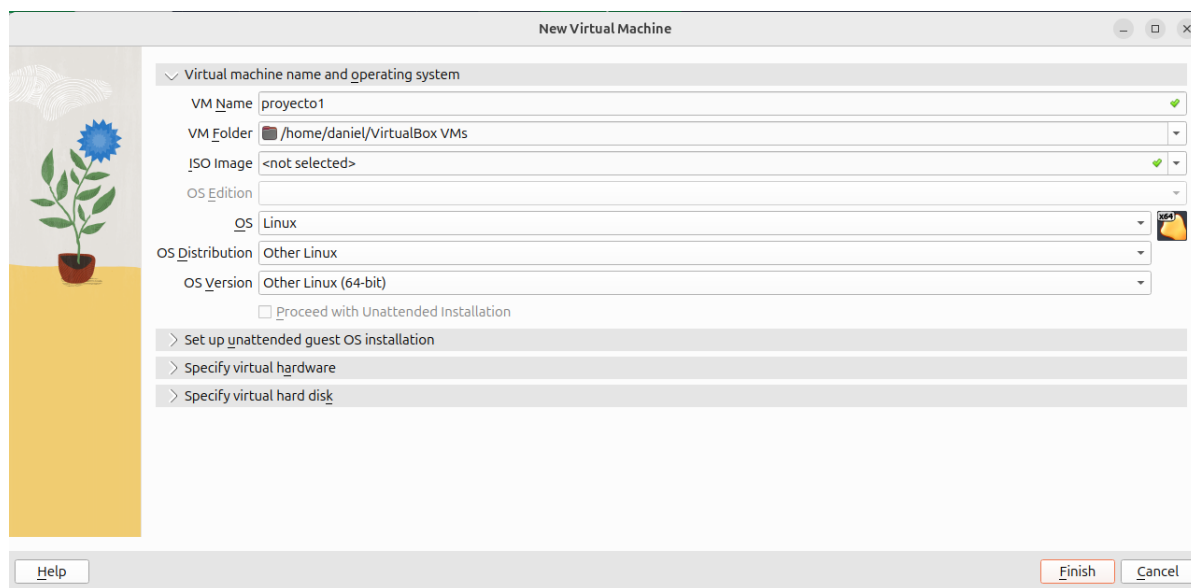 New Virtual Machine
Virtual machine name and operating system
VM Name proyecto1
VM Folder /home/daniel/VirtualBox VMs
ISO Image <not selected>
OS Edition
OS Linux
x64
OS Distribution Other Linux
OS Version Other Linux (64-bit)
Proceed with Unattended Installation
Set up unattended guest OS installation
Specify virtual hardware
Specify virtual hard disk
Help Finish Cancel